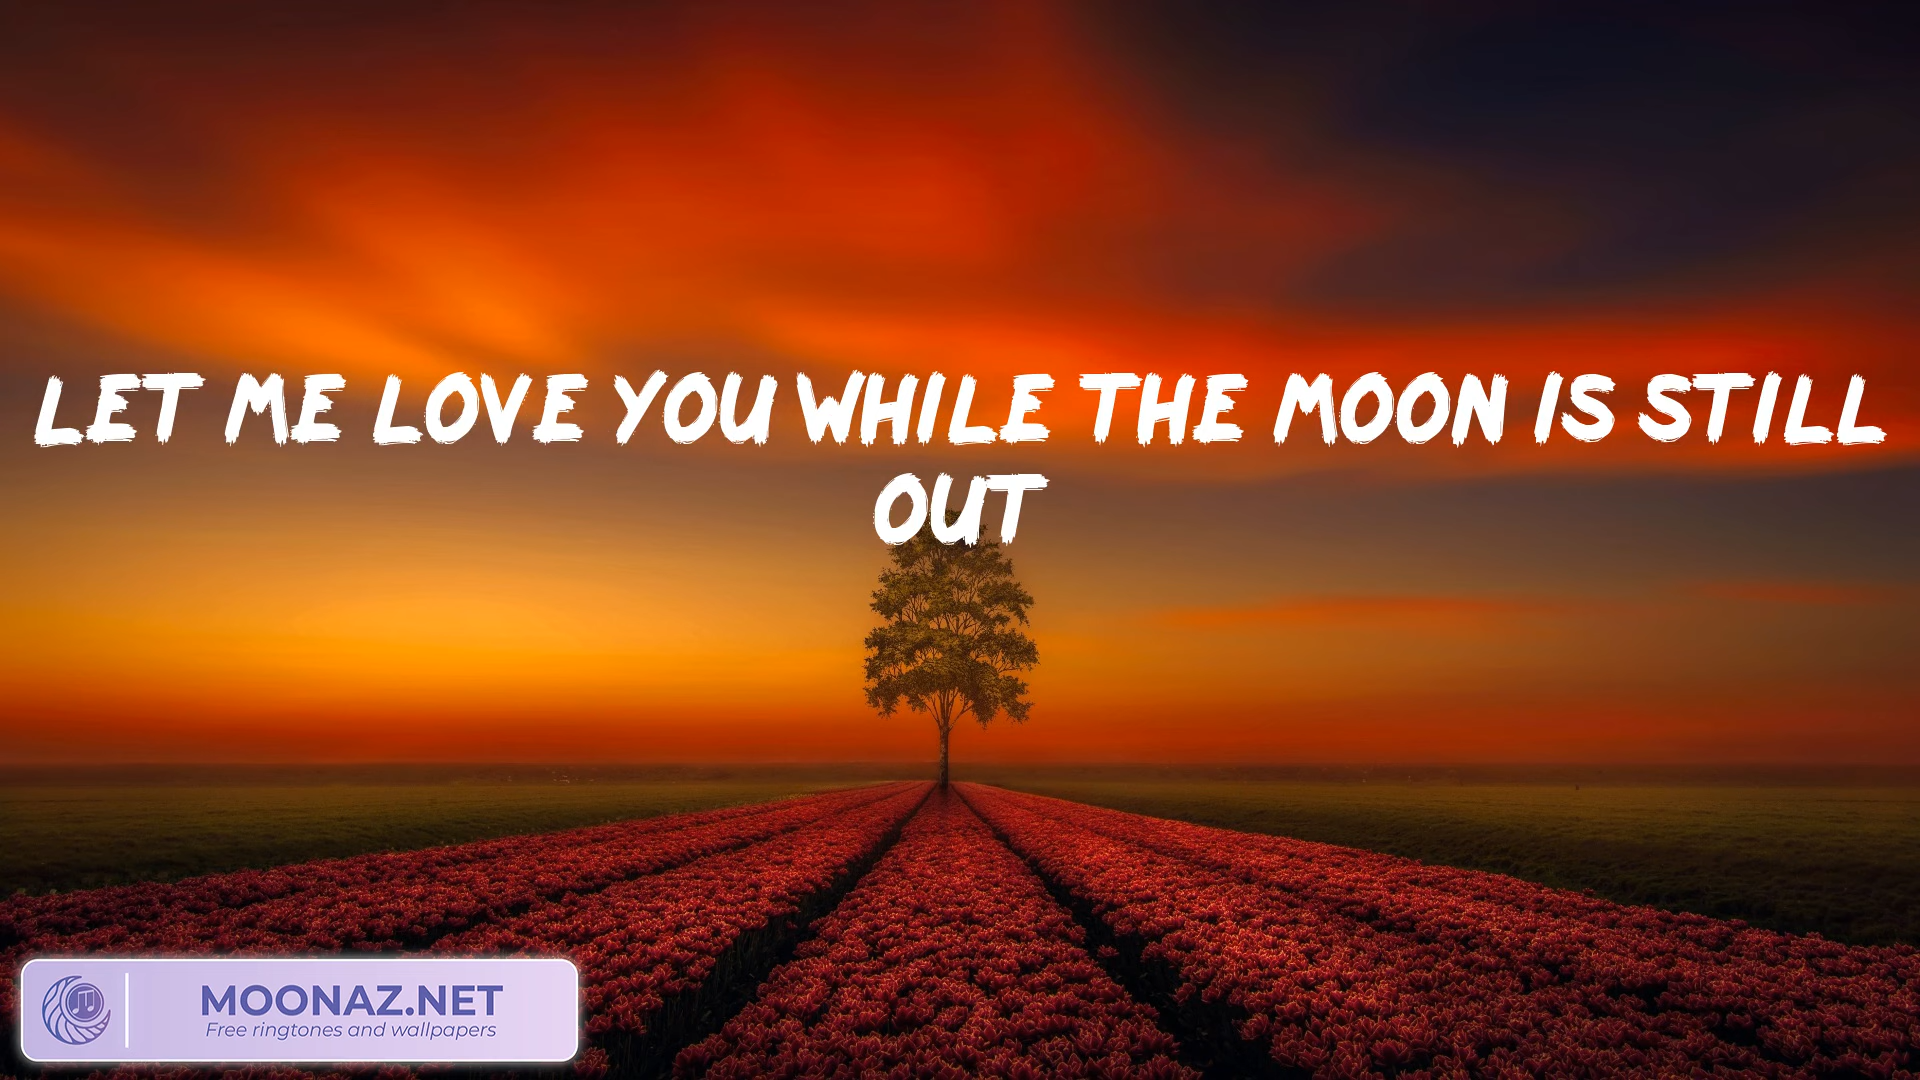 LET ME LOVE YOU WHILE THE MOON IS STILL
OUT
MOONAZ.NET
Free ringtones and wallpapers